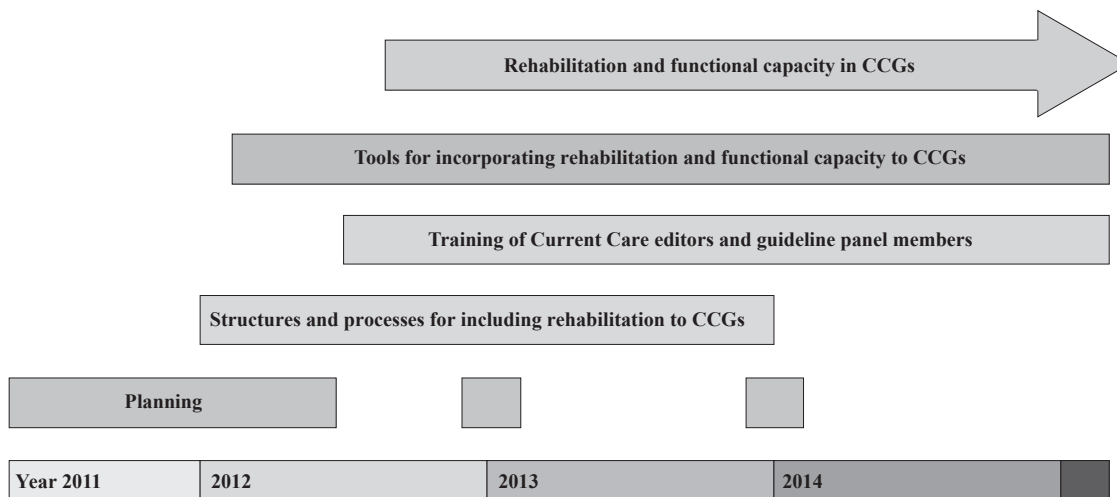 Rehabilitation and functional capacity in CCGs
Tools for incorporating rehabilitation and functional capacity to CCGs
Training of Current Care editors and guideline panel members
Structures and processes for including rehabilitation to CCGs
Planning
Year 2011 2012 2013 2014